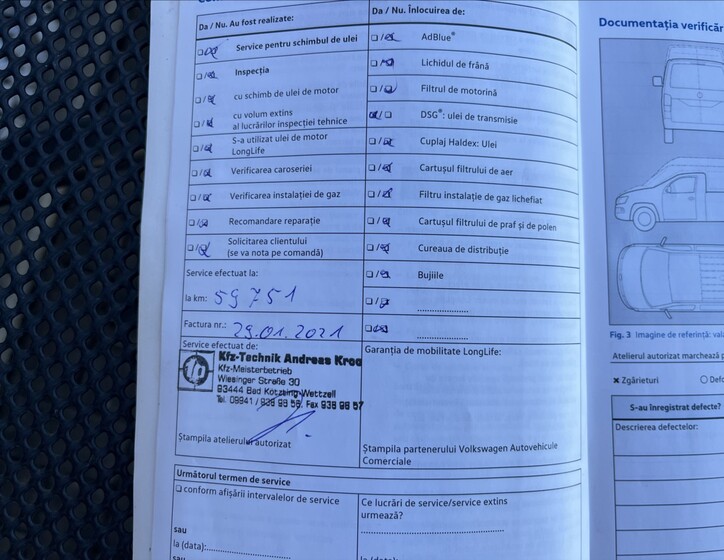 Da / Nu. Au fost realizate:
Da / Nu. Înlocuirea de:
Service pentru schimbul de ulei
AdBlue®
Inspecția
Lichidul de frână
cu schimb de ulei de motor
Filtrul de motorină
cu volum extins
al lucrărilor inspecției tehnice
DSG®: ulei de transmisie
S-a utilizat ulei de motor
LongLife
Cuplaj Haldex: Ulei
Verificarea caroseriei
Cartușul filtrului de aer
Verificarea instalației de gaz
Filtru instalație de gaz lichefiat
Recomandare reparație
Cartușul filtrului de praf și de polen
Solicitarea clientului
(se va nota pe comandă)
Cureaua de distribuție
Bujiile
Service efectuat la:
la km: 59751
Factura nr.: 29.01.2021
Service efectuat de:
Kfz-Technik Andreas
Kfz-Meisterbetrieb
Wiesinger Straße 30
93444 Bad Kötzting-Wettzell
Tel. 09941 / Fax
Ștampila atelierului autorizat
Garanția de mobilitate LongLife:
Ștampila partenerului Volkswagen Autovehicule
Comerciale
Următorul termen de service
conform afișării intervalelor de service
sau
la (data):
sau
Ce lucrări de service/service extins
urmează?
la (data):
Documentația
Fig. 3 Imagine de referință:
Atelierul autorizat marchează
Zgârieturi
S-au înregistrat defecte?
Descrierea defectelor: